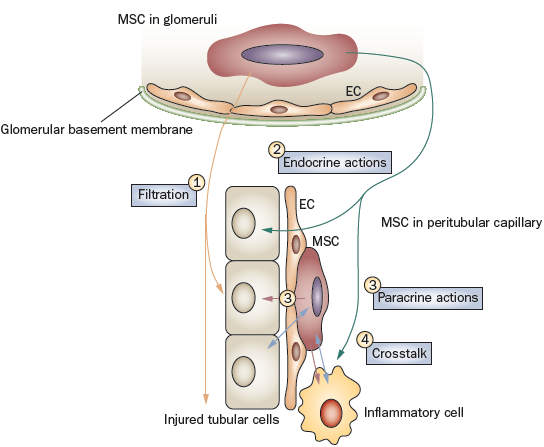 MSC in glomeruli
EC
Glomerular basement membrane
2
Endocrine actions
1
Filtration
EC
MSC in peritubular capillary
MSC
3
Paracrine actions
3
4
Crosstalk
Inflammatory cell
Injured tubular cells